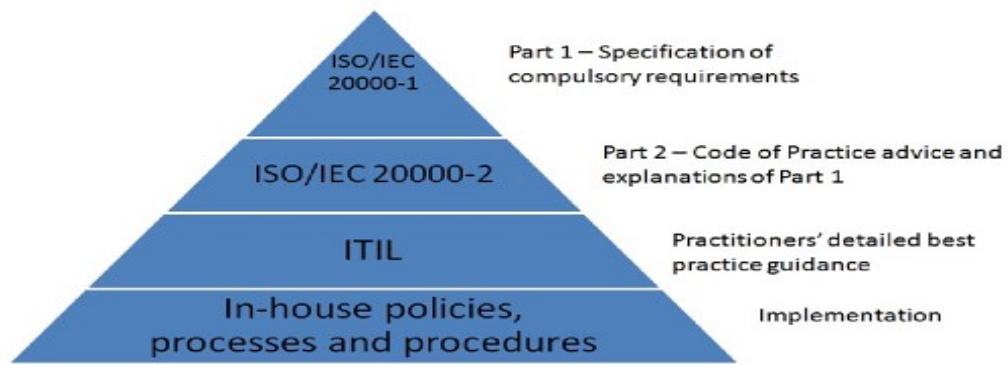 ISO/IEC
20000-1
Part 1 – Specification of
compulsory requirements
ISO/IEC 20000-2
Part 2 – Code of Practice advice and
explanations of Part 1
ITIL
Practitioners’ detailed best
practice guidance
In-house policies,
processes and procedures
Implementation